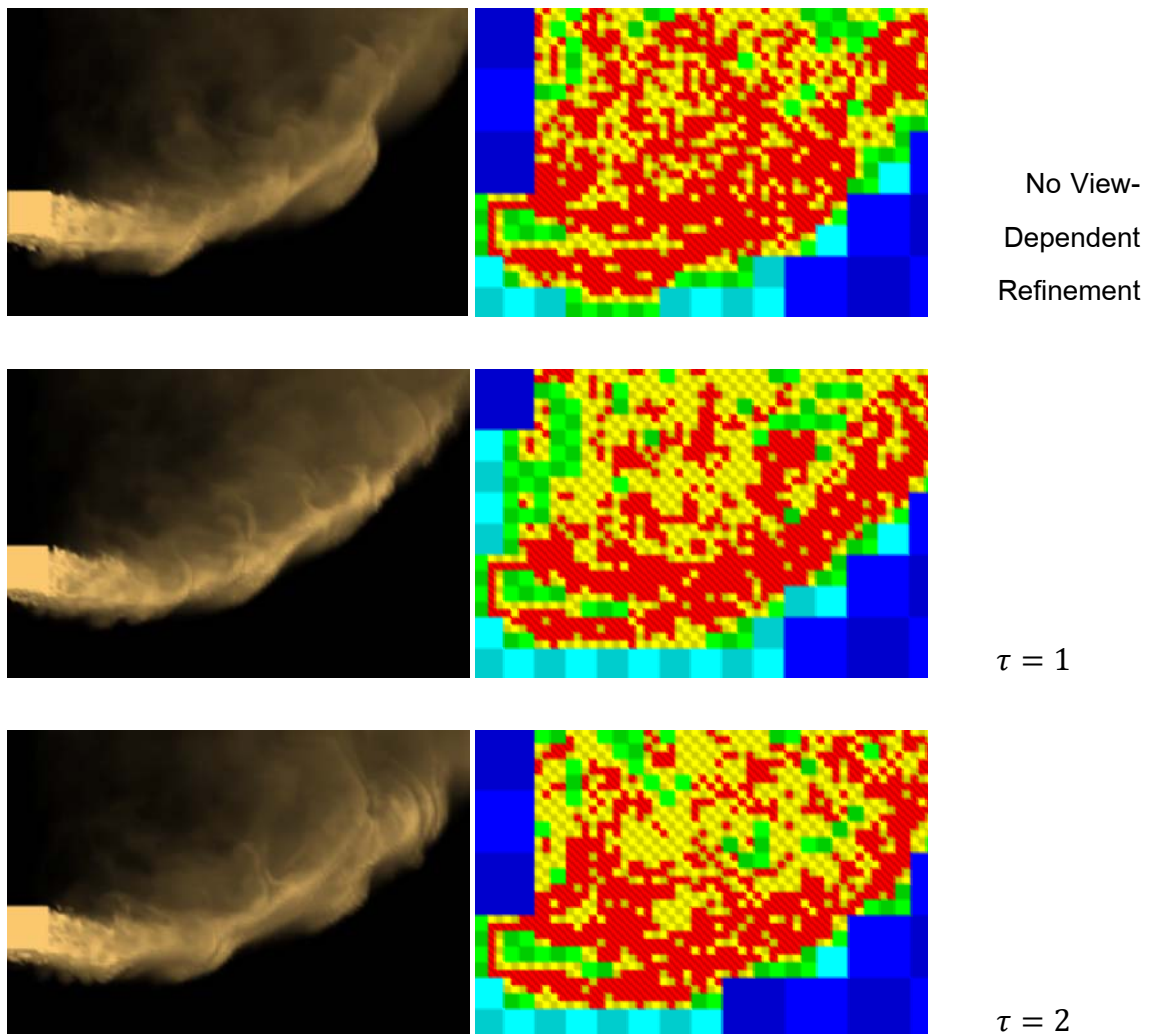 No View-
Dependent
Refinement
𝜏 = 1
𝜏 = 2